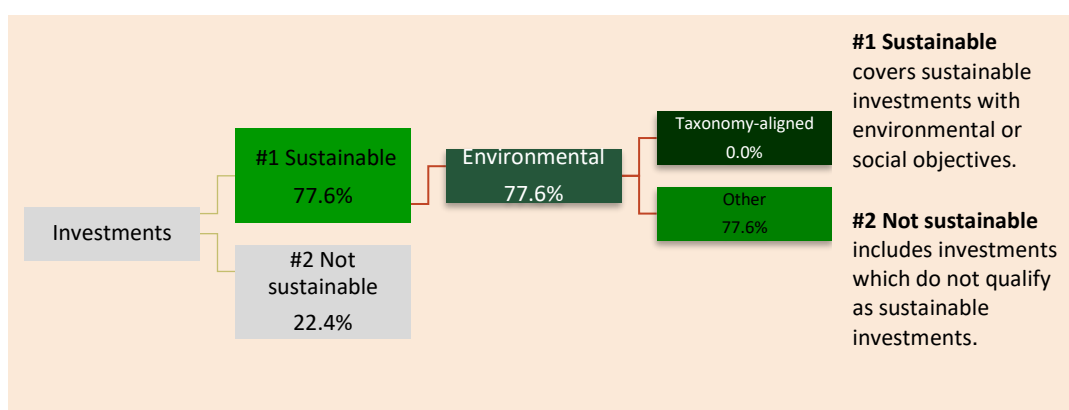 Investments
#1 Sustainable
77.6%
#2 Not
sustainable
22.4%
Environmental
77.6%
Taxonomy-aligned
0.0%
Other
77.6%
#1 Sustainable
covers sustainable
investments with
environmental or
social objectives.
#2 Not sustainable
includes investments
which do not qualify
as sustainable
investments.